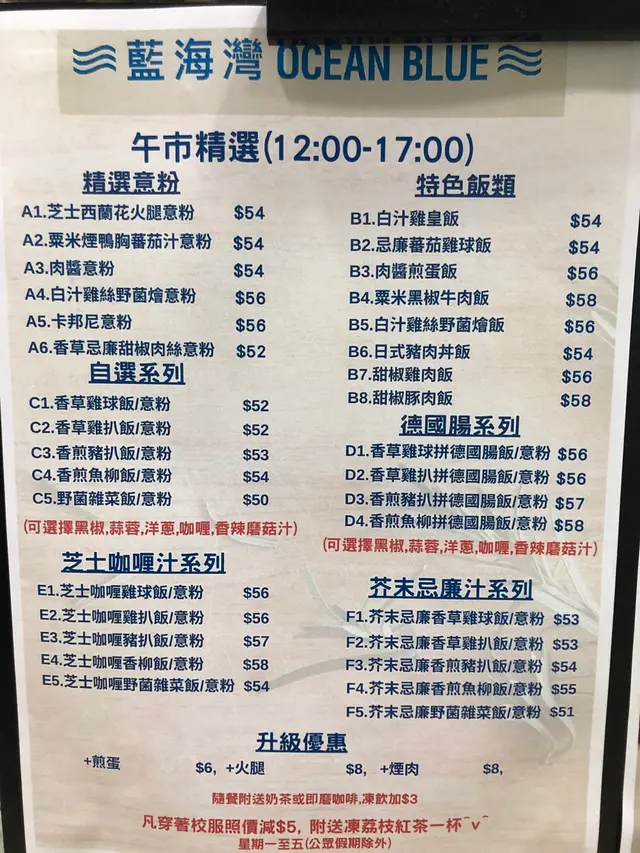 藍海灣 OCEAN BLUE
午市精選(12:00-17:00)
精選意粉
A1.芝士西蘭花火腿意粉 $54
A2.粟米煙鴨胸蕃茄汁意粉 $54
A3.肉醬意粉 $54
A4.白汁雞絲野菌燴意粉 $56
A5.卡邦尼意粉 $56
A6.香草忌廉甜椒肉絲意粉 $52
特色飯類
B1.白汁雞皇飯 $54
B2.忌廉蕃茄雞球飯 $54
B3.肉醬煎蛋飯 $56
B4.粟米黑椒牛肉飯 $58
B5.白汁雞絲野菌燴飯 $56
B6.日式豬肉丼飯 $54
B7.甜椒雞肉飯 $56
B8.甜椒豚肉飯 $58
自選系列
C1.香草雞球飯/意粉 $52
C2.香草雞扒飯/意粉 $52
C3.香煎豬扒飯/意粉 $53
C4.香煎魚柳飯/意粉 $54
C5.野菌雜菜飯/意粉 $50
(可選擇黑椒,蒜蓉,洋蔥,咖喱,香辣磨菇汁)
德國腸系列
D1.香草雞球拼德國腸飯/意粉 $56
D2.香草雞扒拼德國腸飯/意粉 $56
D3.香煎豬扒拼德國腸飯/意粉 $57
D4.香煎魚柳拼德國腸飯/意粉 $58
(可選擇黑椒,蒜蓉,洋蔥,咖喱,香辣磨菇汁)
芝士咖喱汁系列
E1.芝士咖喱雞球飯/意粉 $56
E2.芝士咖喱雞扒飯/意粉 $56
E3.芝士咖喱豬扒飯/意粉 $57
E4.芝士咖喱香柳飯/意粉 $58
E5.芝士咖喱野菌雜菜飯/意粉 $54
芥末忌廉汁系列
F1.芥末忌廉香草雞球飯/意粉 $53
F2.芥末忌廉香草雞扒飯/意粉 $53
F3.芥末忌廉香煎豬扒飯/意粉 $54
F4.芥末忌廉香煎魚柳飯/意粉 $55
F5.芥末忌廉野菌雜菜飯/意粉 $51
升級優惠
+煎蛋 $6, +火腿 $8, +煙肉 $8,
隨餐附送奶茶或即磨咖啡,凍飲加$3
凡穿著校服照價減$5, 附送凍荔枝紅茶一杯^v^
星期一至五(公眾假期除外)